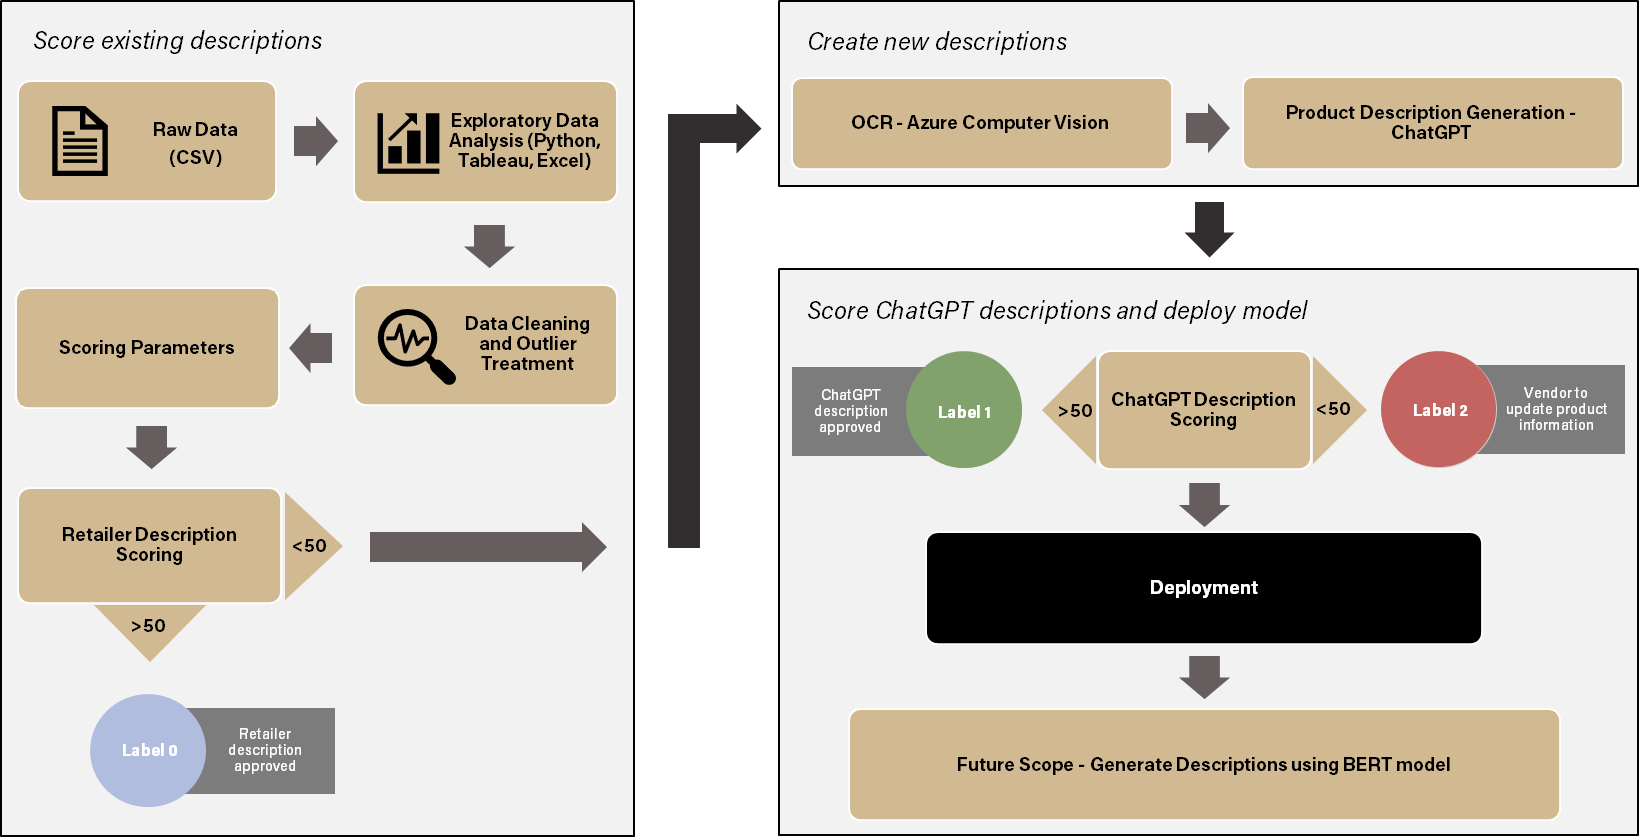 Score existing descriptions
Raw Data
(CSV)
Exploratory Data
Analysis (Python,
Tableau, Excel)
Data Cleaning
and Outlier
Treatment
Scoring Parameters
Retailer Description
Scoring
<50
>50
Label 0
Retailer
description
approved
Create new descriptions
OCR - Azure Computer Vision
Product Description Generation -
ChatGPT
Score ChatGPT descriptions and deploy model
ChatGPT
description
approved
Label 1
>50
ChatGPT Description
Scoring
<50
Label 2
Vendor to
update product
information
Deployment
Future Scope - Generate Descriptions using BERT model